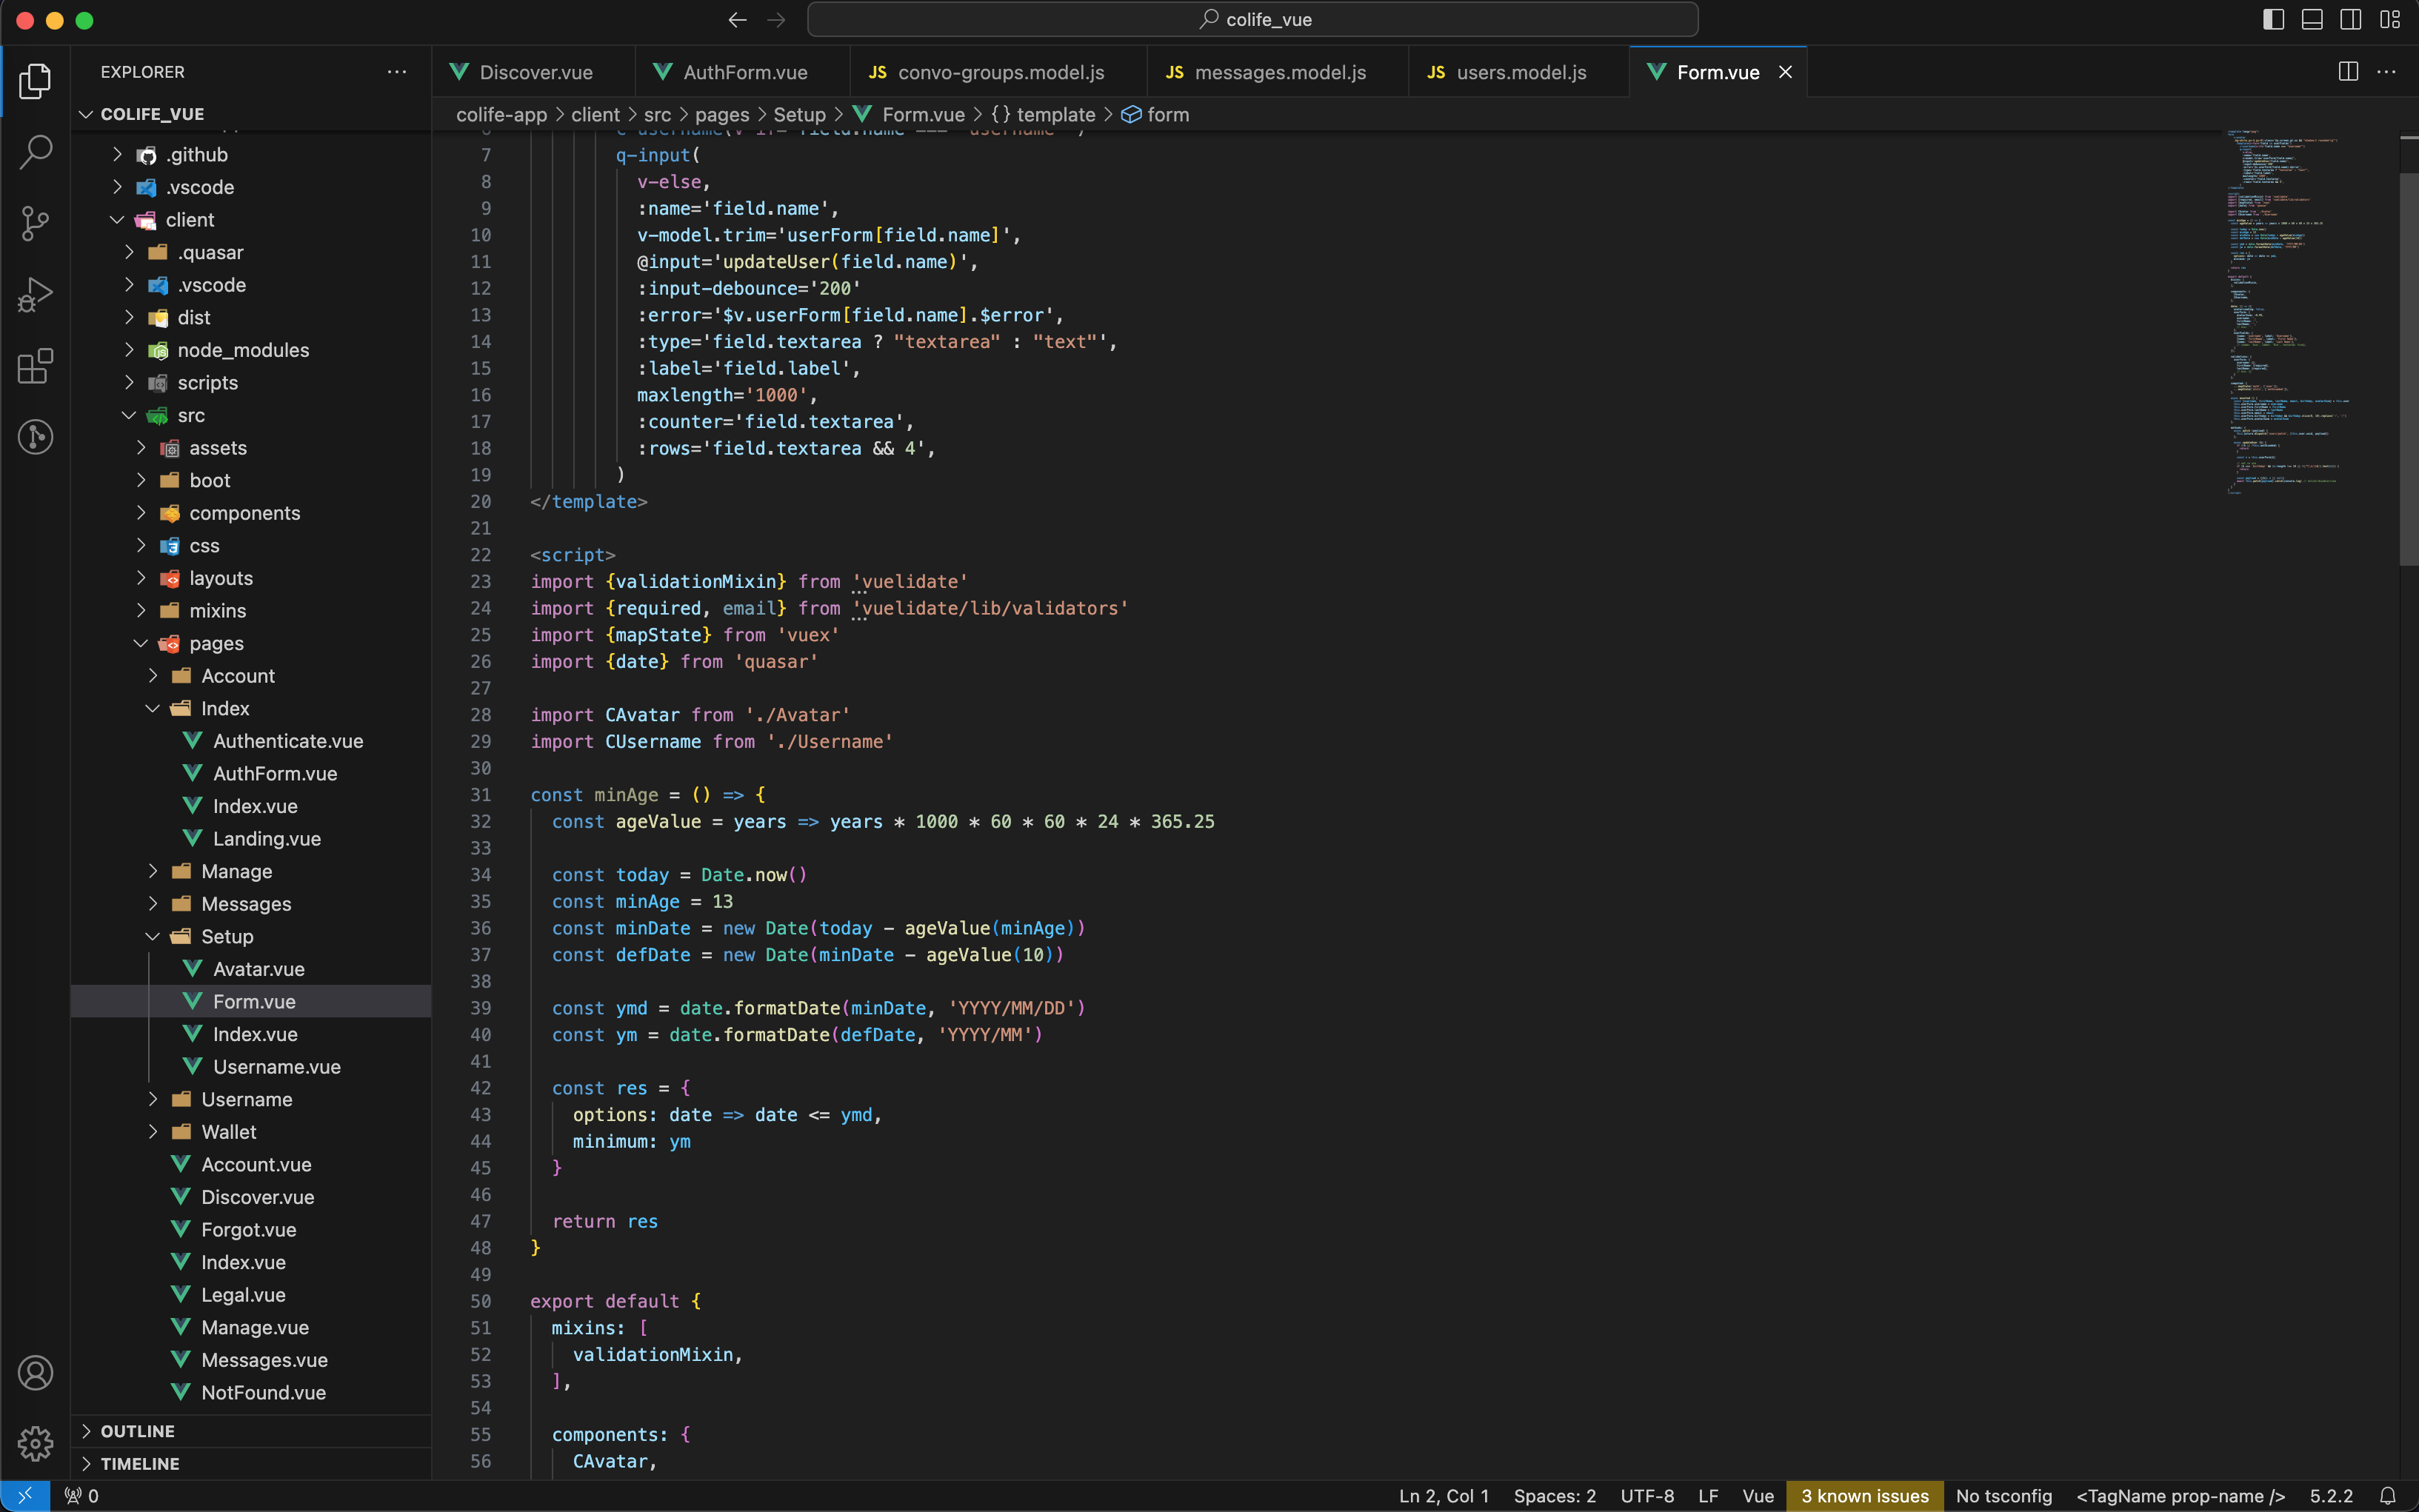 colife_vue
EXPLORER
COLIFE_VUE
.github
.vscode
client
.quasar
.vscode
dist
node_modules
scripts
src
assets
boot
components
css
layouts
mixins
pages
Account
Index
Authenticate.vue
AuthForm.vue
Index.vue
Landing.vue
Manage
Messages
Setup
Avatar.vue
Form.vue
Index.vue
Username.vue
Username
Wallet
Account.vue
Discover.vue
Forgot.vue
Index.vue
Legal.vue
Manage.vue
Messages.vue
NotFound.vue
OUTLINE
TIMELINE
Discover.vue
AuthForm.vue
JS convo-groups.model.js
JS messages.model.js
JS users.model.js
Form.vue
colife-app > client > src > pages > Setup > Form.vue > {} template > form
7 q-input(
8 v-else,
9 :name='field.name',
10 v-model.trim='userForm[field.name]',
11 @input='updateUser(field.name)',
12 :input-debounce='200'
13 :error='$v.userForm[field.name].$error',
14 :type='field.textarea ? "textarea" : "text"',
15 :label='field.label',
16 maxlength='1000',
17 :counter='field.textarea',
18 :rows='field.textarea && 4',
19 )
20 </template>
21
22 <script>
23 import {validationMixin} from 'vuelidate'
24 import {required, email} from 'vuelidate/lib/validators'
25 import {mapState} from 'vuex'
26 import {date} from 'quasar'
27
28 import CAvatar from './Avatar'
29 import CUsername from './Username'
30
31 const minAge = () => {
32 const ageValue = years => years * 1000 * 60 * 60 * 24 * 365.25
33
34 const today = Date.now()
35 const minAge = 13
36 const minDate = new Date(today - ageValue(minAge))
37 const defDate = new Date(minDate - ageValue(10))
38
39 const ymd = date.formatDate(minDate, 'YYYY/MM/DD')
40 const ym = date.formatDate(defDate, 'YYYY/MM')
41
42 const res = {
43 options: date => date <= ymd,
44 minimum: ym
45 }
46
47 return res
48 }
49
50 export default {
51 mixins: [
52 validationMixin,
53 ],
54
55 components: {
56 CAvatar,
0
Ln 2, Col 1
Spaces: 2
UTF-8
LF
Vue
3 known issues
No tsconfig
<TagName prop-name />
5.2.2